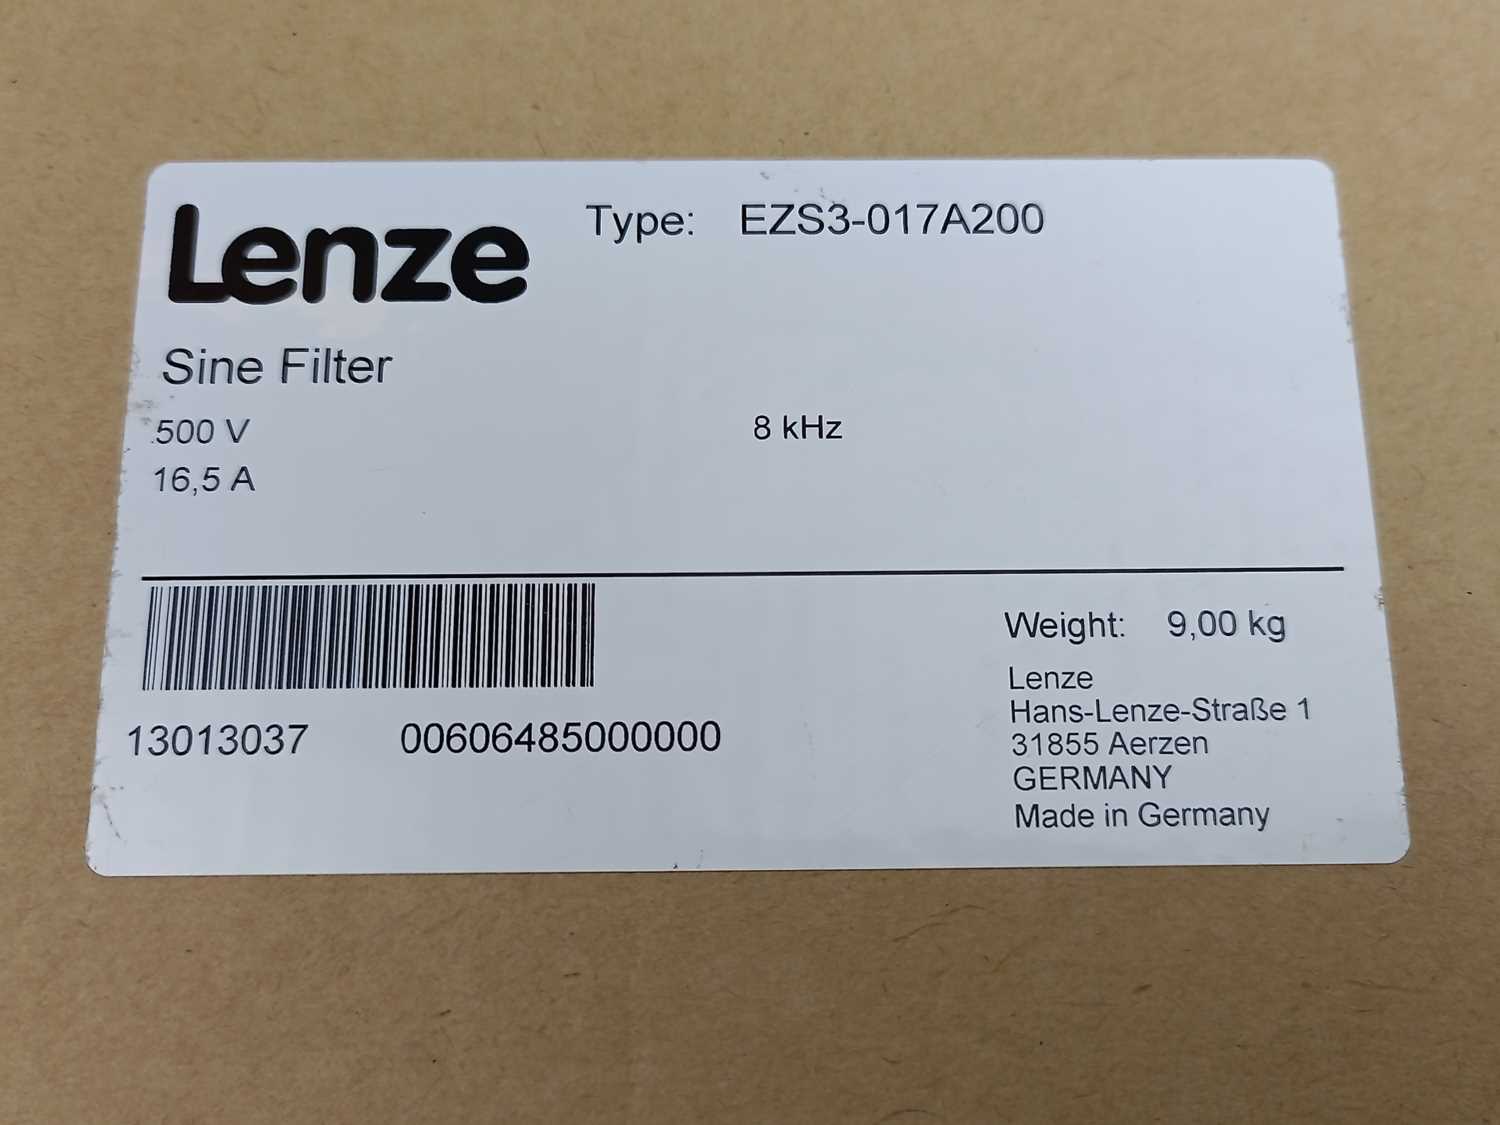 Lenze
Type: EZS3-017A200
Sine Filter
500 V 8 kHz
16,5 A
Weight: 9,00 kg
Lenze
Hans-Lenze-Straße 1
31855 Aerzen
GERMANY
Made in Germany
13013037 00606485000000